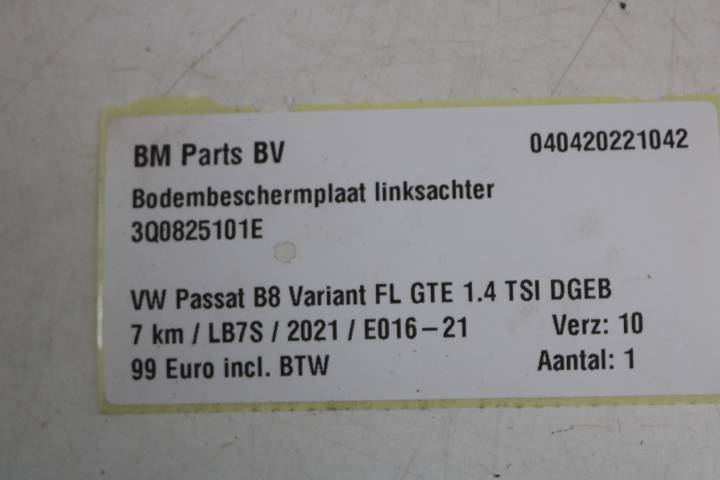 BM Parts BV 040420221042
Bodembeschermplaat linksachter
3Q0825101E
VW Passat B8 Variant FL GTE 1.4 TSI DGEB
7 km / LB7S / 2021 / E016-21 Verz: 10
99 Euro incl. BTW Aantal: 1